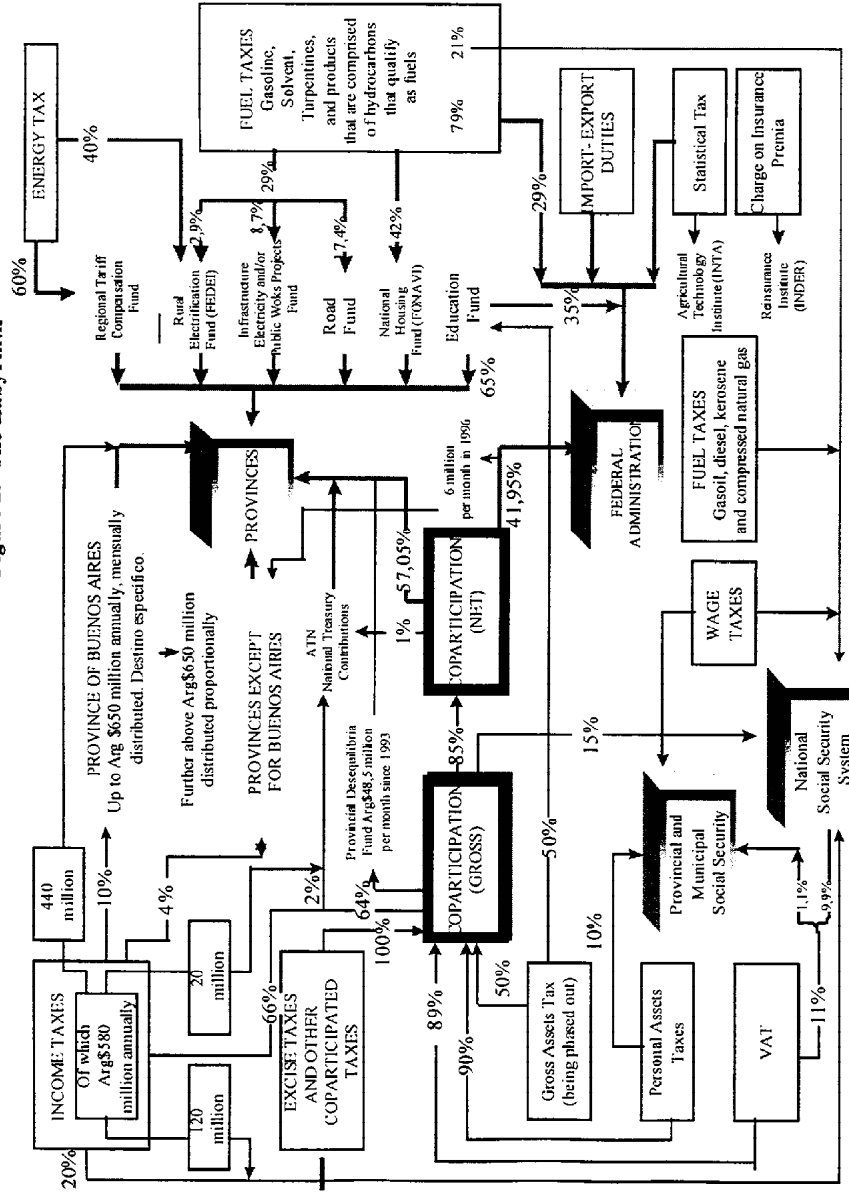 INCOME TAXES
Of which
Arg$580
million annually
440
million
20
million
120
million
20%
10%
4%
66%
2%
64%
100%
PROVINCE OF BUENOS AIRES
Up to Arg $650 million annually, mensually
distributed. Destino específico.
Further above Arg$650 million
distributed proportionally
PROVINCES EXCEPT
FOR BUENOS AIRES
ATN
National Treasury
Contributions
Provincial Desequilibria
Fund Arg$48,5 million
per month since 1993
PROVINCES
ENERGY TAX
60%
40%
Regional Tariff
Compensation
Fund
Rural
Electrification
Fund (FEDEI)
Infrastructure
Electricity and/or
Public Woks Projects
Fund
Road
Fund
National
Housing
Fund (FONAVI)
Education
Fund
2,9%
8,7%
29%
17,4%
42%
65%
35%
FUEL TAXES
Gasoline,
Solvent,
Turpentines,
and products
that are comprised
of hydrocarbons
that qualify
as fuels
79%
21%
29%
EXCISE TAXES
AND OTHER
COPARTICIPATED
TAXES
COPARTICIPATION
(GROSS)
85%
15%
COPARTICIPATION
(NET)
1%
57,05%
41,95%
6 million
per month in 1996
FEDERAL
ADMINISTRATION
IMPORT-EXPORT
DUTIES
Statistical Tax
Charge on Insurance
Premia
Agricultural
Technology
Institute (INTA)
Reinsurance
Institute
(INDER)
Gross Assets Tax
(being phased out)
50%
50%
89%
90%
Personal Assets
Taxes
10%
VAT
11%
1,1%
9,9%
Provincial and
Municipal
Social Security
WAGE
TAXES
FUEL TAXES
Gasoil, diesel, kerosene
and compressed natural gas
National
Social Security
System